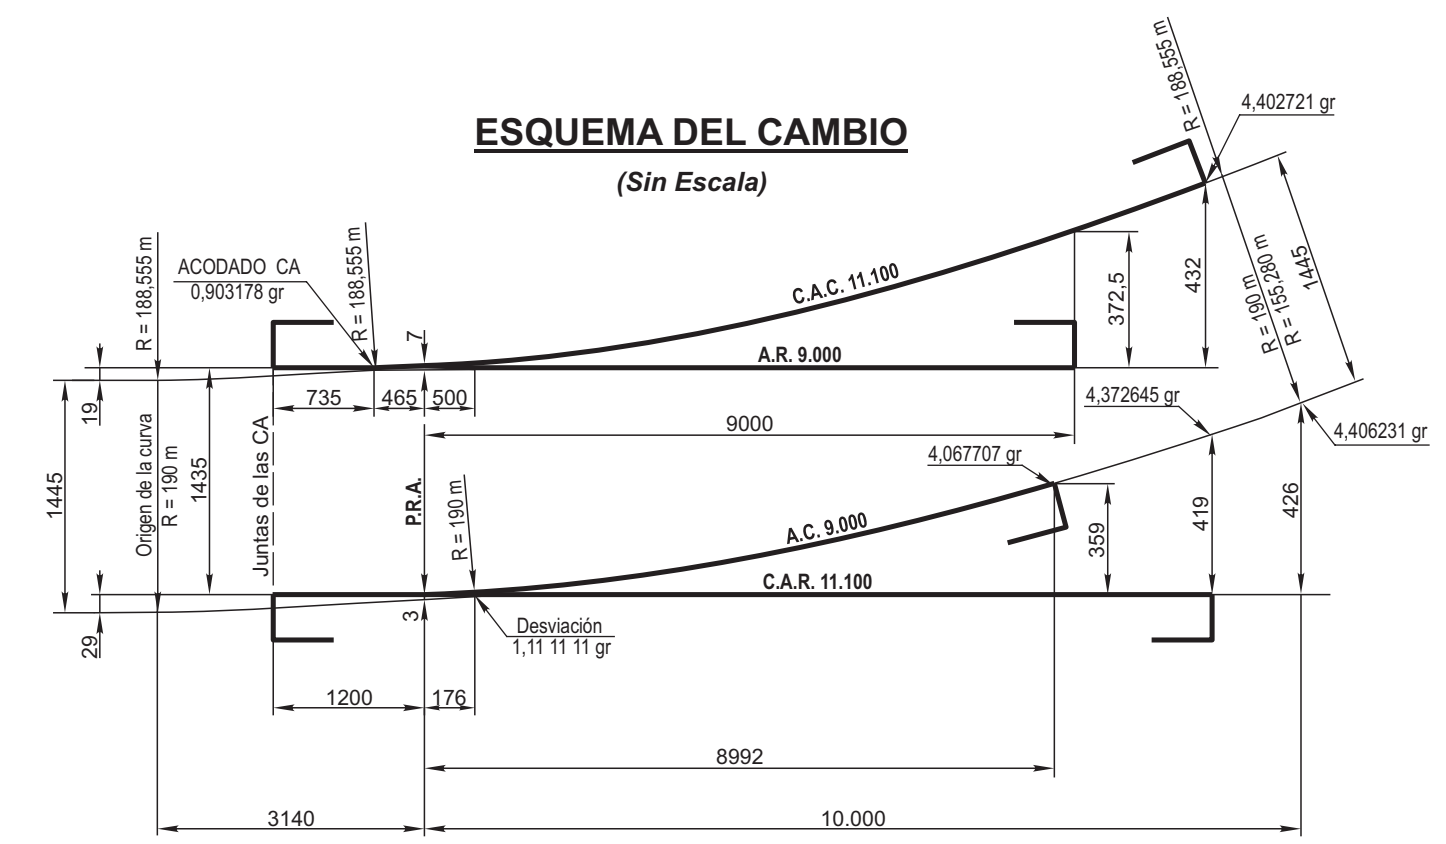 ESQUEMA DEL CAMBIO
(Sin Escala)
R = 188,555 m
4,402721 gr
R = 188,555 m
ACODADO CA
0,903178 gr
R = 188,555 m
7
C.A.C. 11.100
A.R. 9.000
372,5
432
R = 190 m
R = 155,280 m
1445
735
465
500
9000
19
1445
Origen de la curva
R = 190 m
1435
Juntas de las CA
P.R.A.
R = 190 m
4,372645 gr
4,067707 gr
4,406231 gr
A.C. 9.000
C.A.R. 11.100
359
419
426
29
3
Desviación
1,11 11 11 gr
1200
176
8992
3140
10.000